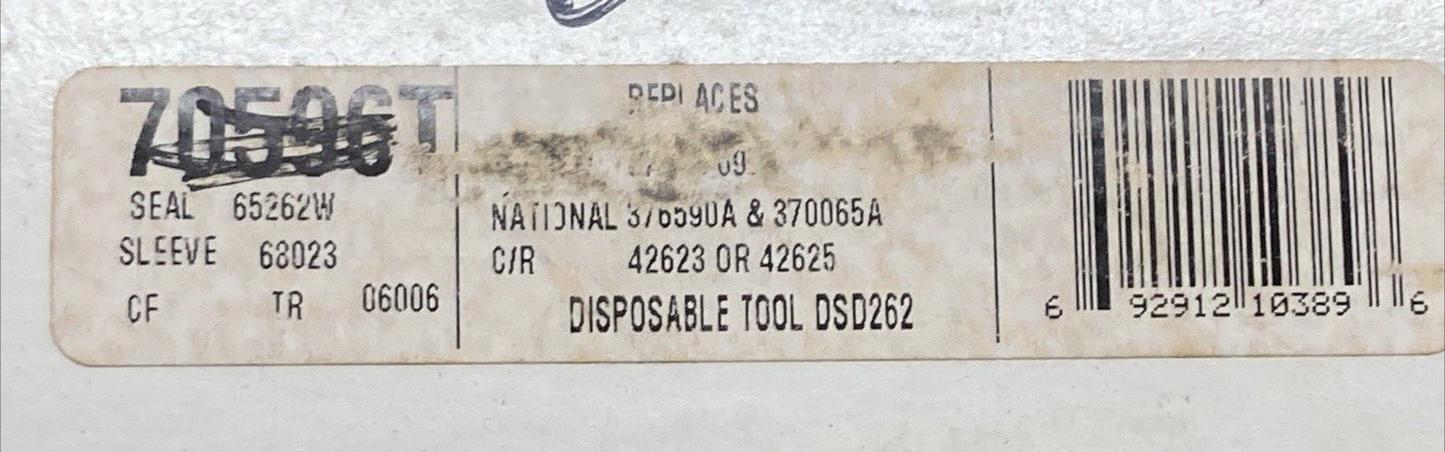 70596T
SEAL 65262W
SLEEVE 68023
CF TR 06006
REPLACES
NATIONAL 376590A & 370065A
C/R 42623 OR 42625
DISPOSABLE TOOL DSD262
6 92912 10389 6